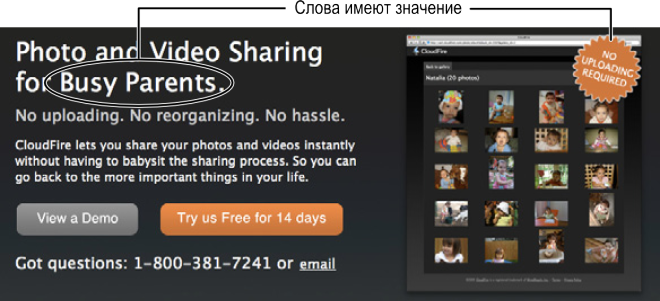 Слова имеют значение
Photo and Video Sharing
for Busy Parents.
No uploading. No reorganizing. No hassle.
CloudFire lets you share your photos and videos instantly
without having to babysit the sharing process. So you can
go back to the more important things in your life.
View a Demo
Try us Free for 14 days
Got questions: 1-800-381-7241 or email
CloudFire
Back to gallery
Natalia (20 photos)
NO
UPLOADING
REQUIRED